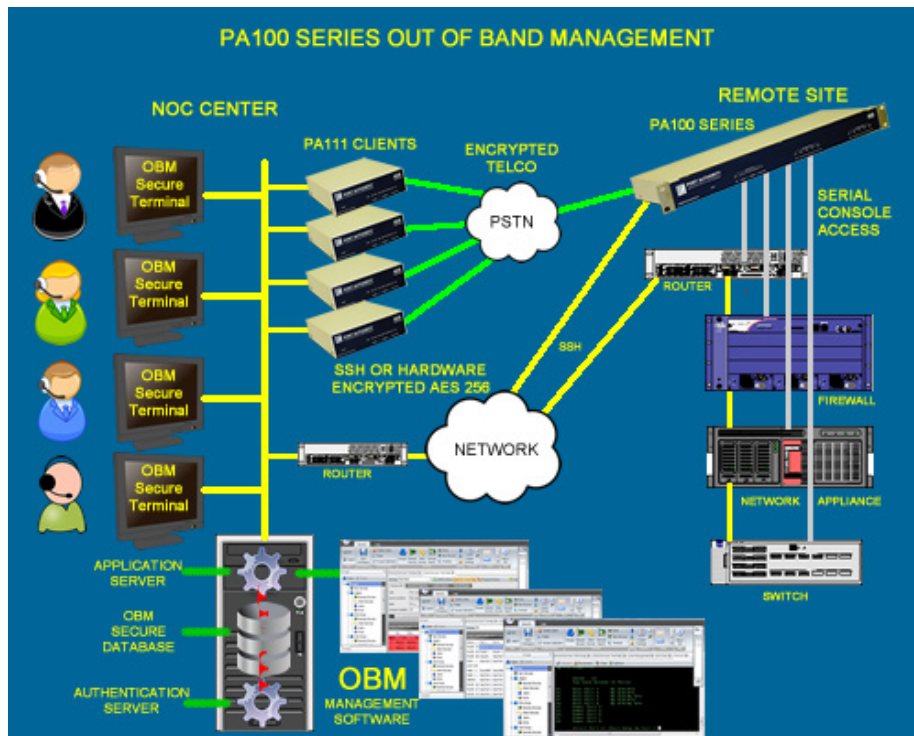 PA100 SERIES OUT OF BAND MANAGEMENT
NOC CENTER
REMOTE SITE
PA111 CLIENTS
ENCRYPTED
TELCO
PA100 SERIES
OBM
Secure
Terminal
PSTN
SERIAL
CONSOLE
ACCESS
OBM
Secure
Terminal
ROUTER
SSH
SSH OR HARDWARE
ENCRYPTED AES 256
FIREWALL
OBM
Secure
Terminal
NETWORK
ROUTER
NETWORK APPLIANCE
OBM
Secure
Terminal
APPLICATION
SERVER
SWITCH
OBM
SECURE
DATABASE
OBM
MANAGEMENT
SOFTWARE
AUTHENTICATION
SERVER